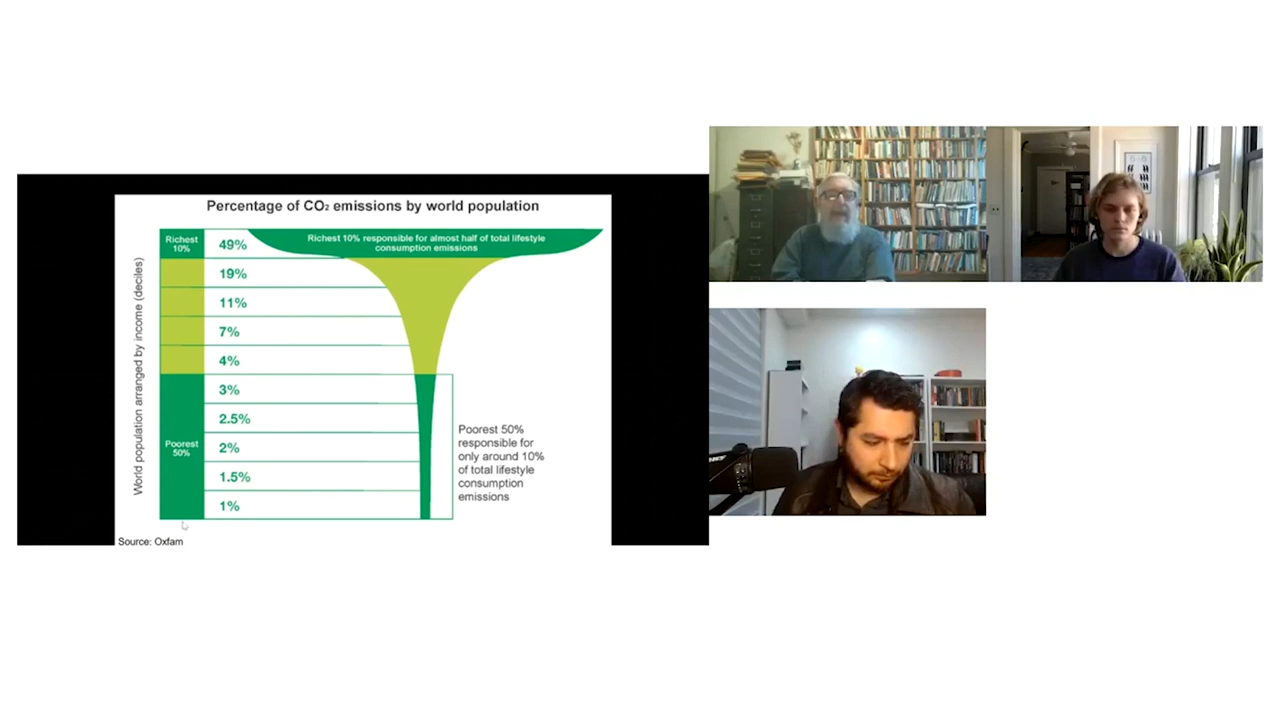 Percentage of CO₂ emissions by world population
World population arranged by income (deciles)
Richest
10%
49%
Richest 10% responsible for almost half of total lifestyle
consumption emissions
19%
11%
7%
4%
3%
2.5%
Poorest
50%
2%
1.5%
1%
Poorest 50%
responsible for
only around 10%
of total lifestyle
consumption
emissions
Source: Oxfam